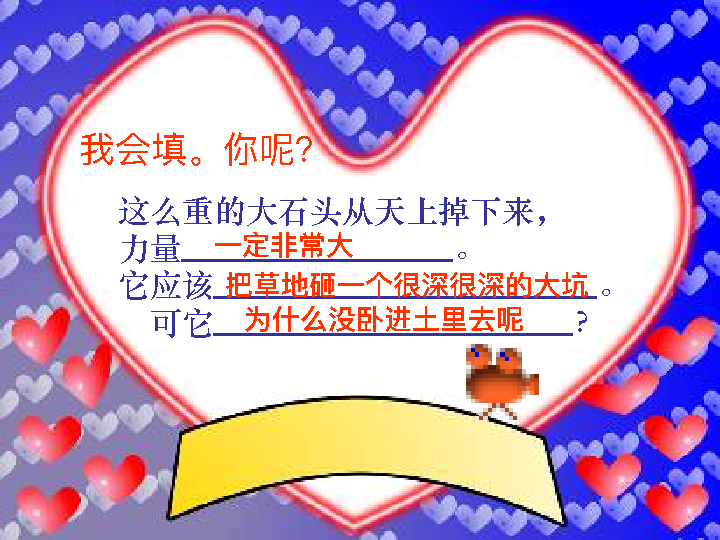 我会填。你呢?
这么重的大石头从天上掉下来，
力量一定非常大。
它应该把草地砸一个很深很深的大坑。
可它为什么没卧进土里去呢?